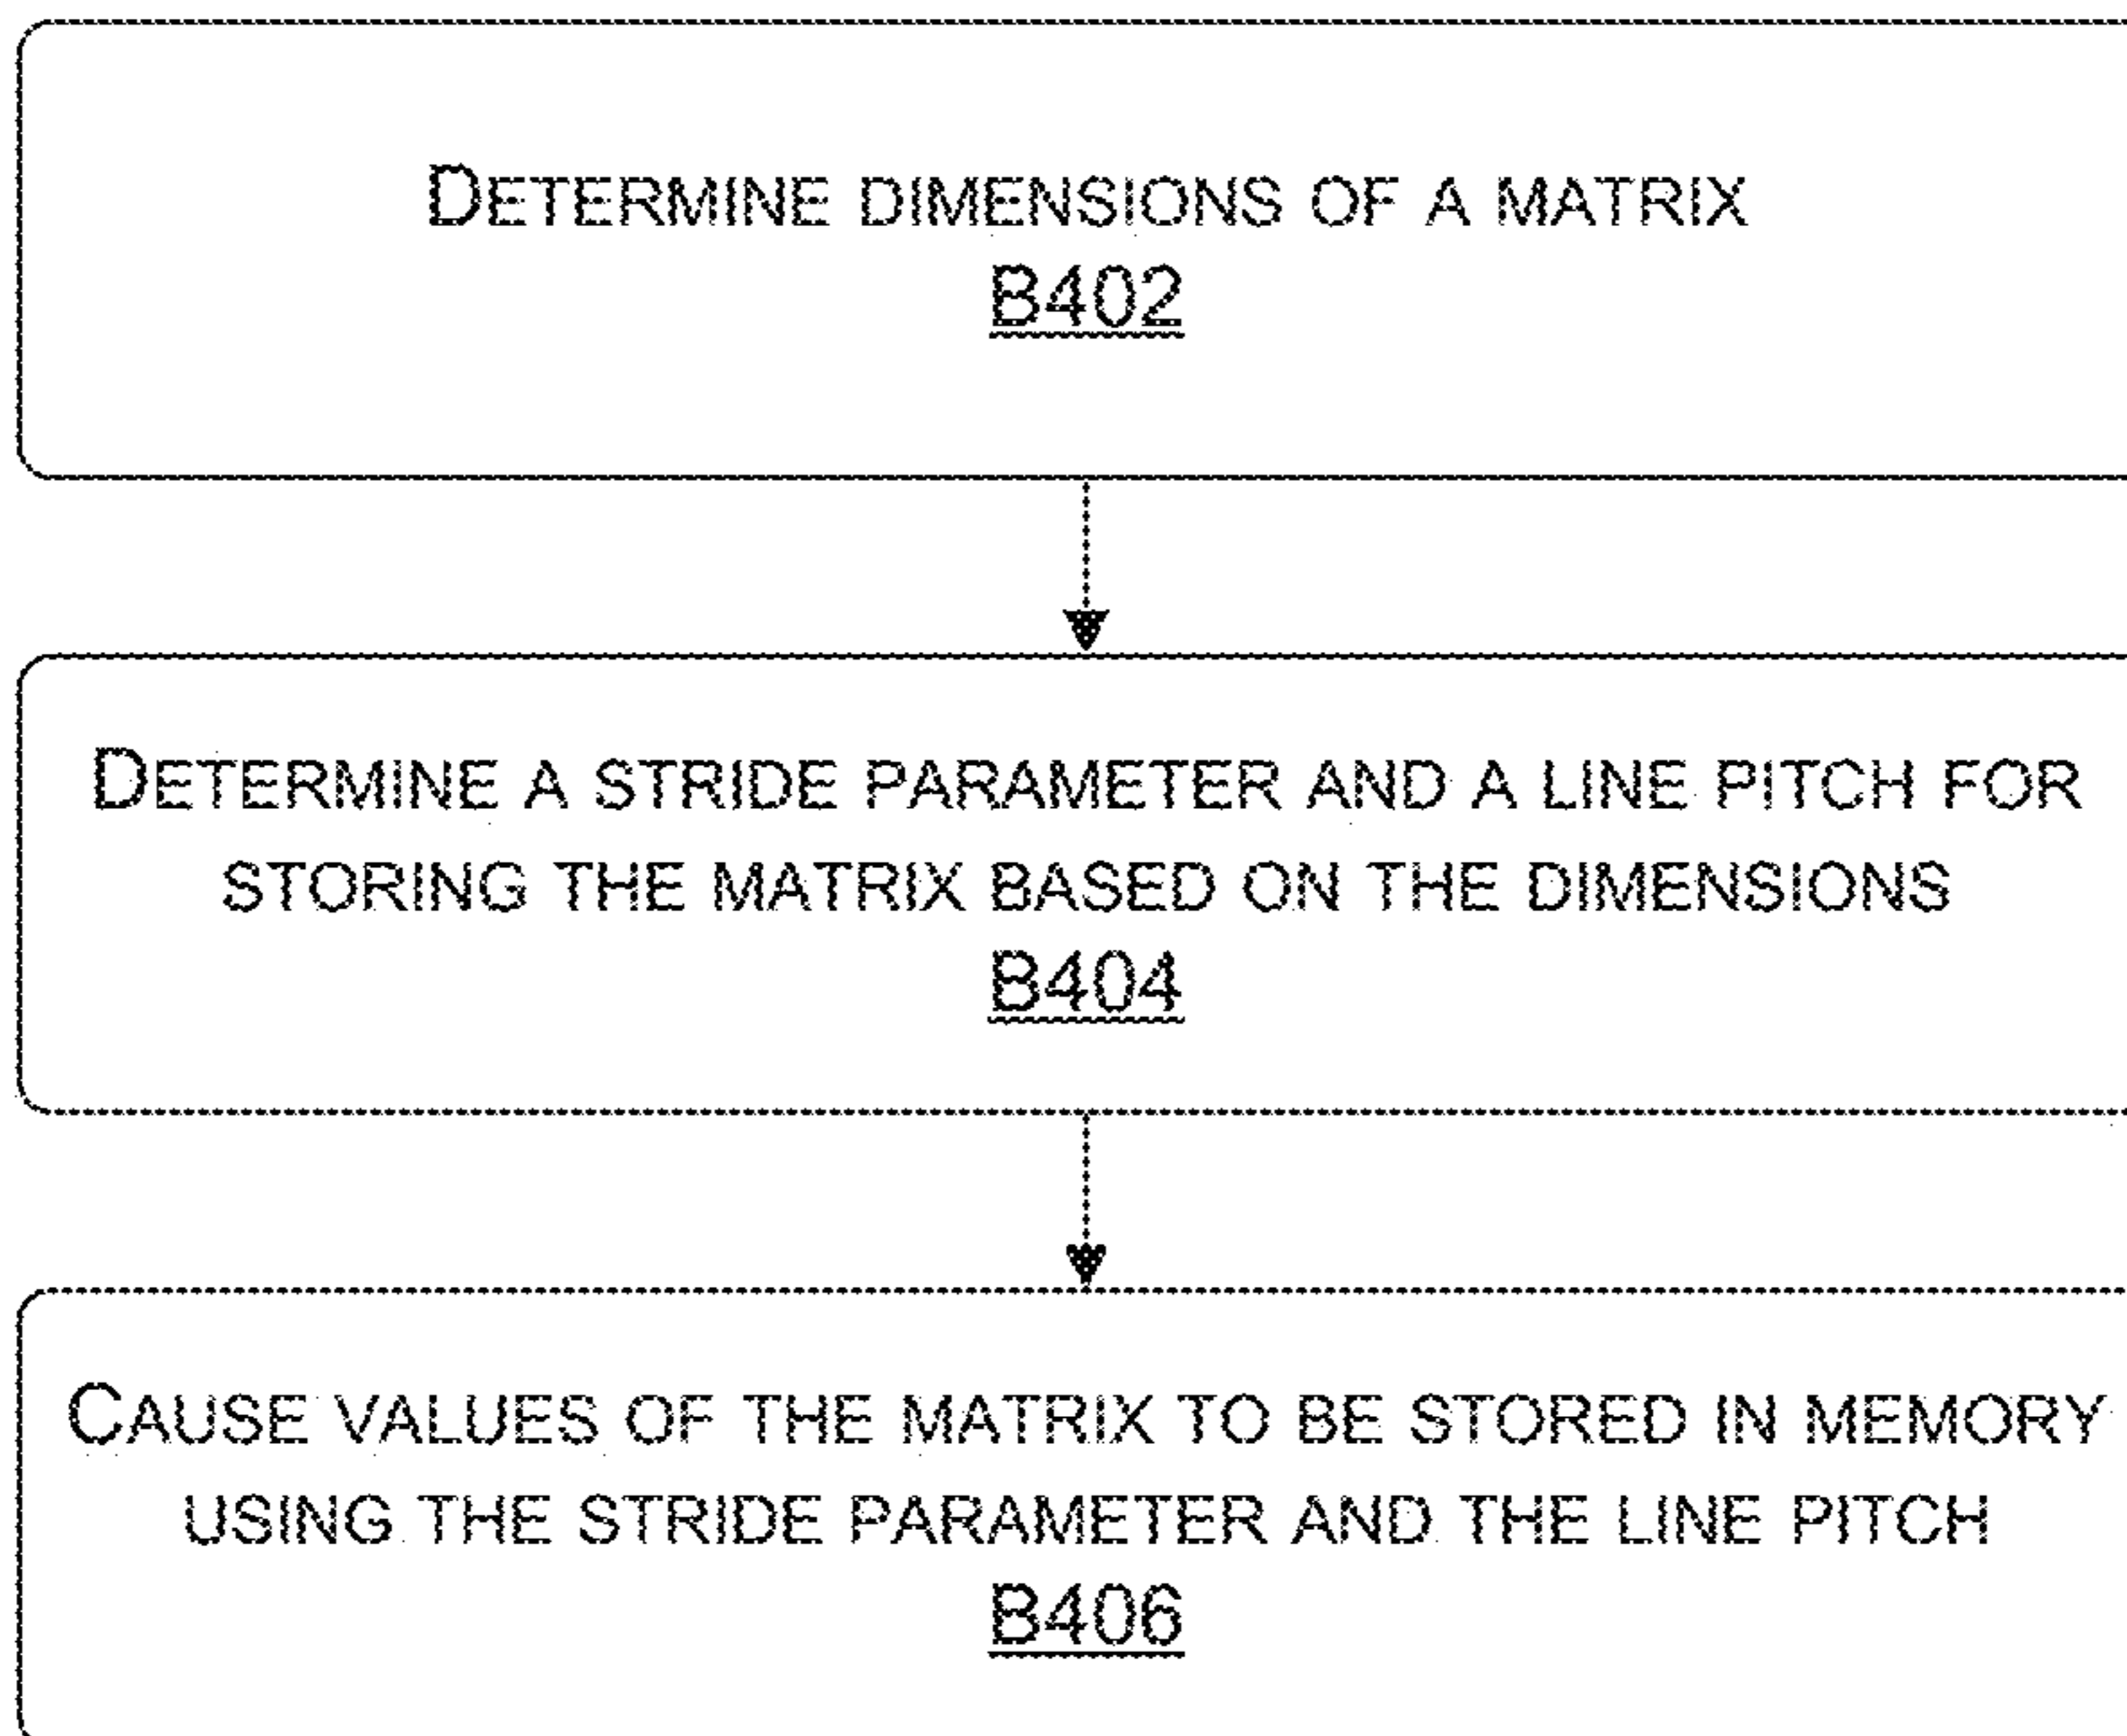 DETERMINE DIMENSIONS OF A MATRIX
B402
DETERMINE A STRIDE PARAMETER AND A LINE PITCH FOR
STORING THE MATRIX BASED ON THE DIMENSIONS
B404
CAUSE VALUES OF THE MATRIX TO BE STORED IN MEMORY
USING THE STRIDE PARAMETER AND THE LINE PITCH
B406